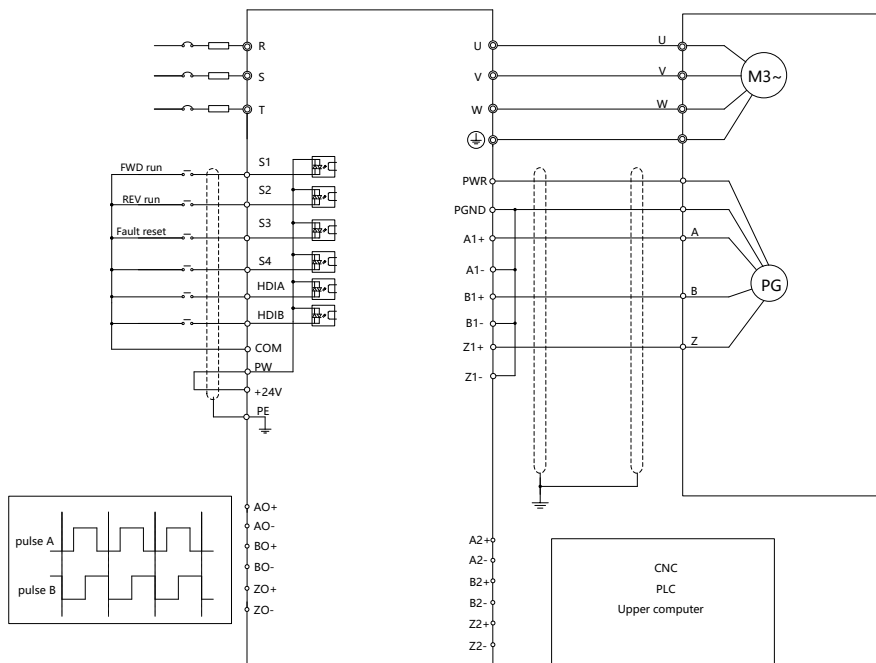 R
S
T
U
V
W
U
V
W
M3~
S1
S2
S3
S4
HDIA
HDIB
COM
PW
+24V
PE
FWD run
REV run
Fault reset
PWR
PGND
A1+
A1-
B1+
B1-
Z1+
Z1-
A
B
Z
PG
pulse A
pulse B
AO+
AO-
BO+
BO-
ZO+
ZO-
A2+
A2-
B2+
B2-
Z2+
Z2-
CNC
PLC
Upper computer